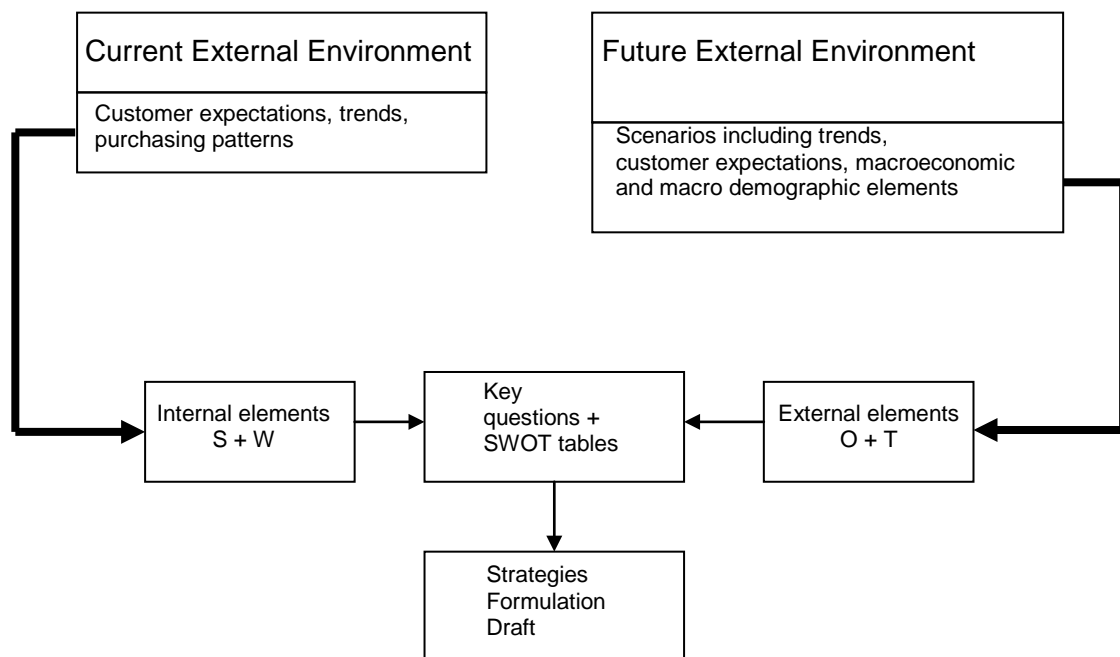 Current External Environment
Customer expectations, trends,
purchasing patterns
Future External Environment
Scenarios including trends,
customer expectations, macroeconomic
and macro demographic elements
Internal elements
S + W
Key
questions +
SWOT tables
External elements
O + T
Strategies
Formulation
Draft